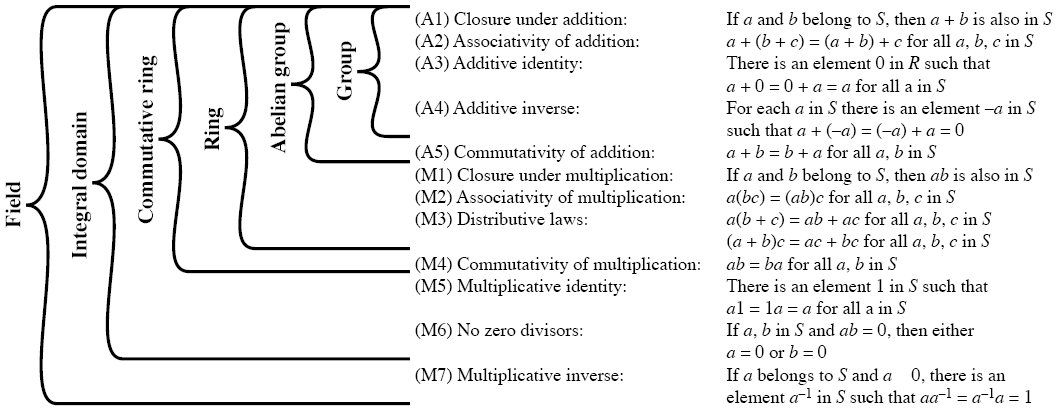 Field
Integral domain
Commutative ring
Ring
Abelian group
Group
(A1) Closure under addition: If a and b belong to S, then a + b is also in S
(A2) Associativity of addition: a + (b + c) = (a + b) + c for all a, b, c in S
(A3) Additive identity: There is an element 0 in R such that
a + 0 = 0 + a = a for all a in S
(A4) Additive inverse: For each a in S there is an element –a in S
such that a + (–a) = (–a) + a = 0
(A5) Commutativity of addition: a + b = b + a for all a, b in S
(M1) Closure under multiplication: If a and b belong to S, then ab is also in S
(M2) Associativity of multiplication: a(bc) = (ab)c for all a, b, c in S
(M3) Distributive laws: a(b + c) = ab + ac for all a, b, c in S
(a + b)c = ac + bc for all a, b, c in S
(M4) Commutativity of multiplication: ab = ba for all a, b in S
(M5) Multiplicative identity: There is an element 1 in S such that
a1 = 1a = a for all a in S
(M6) No zero divisors: If a, b in S and ab = 0, then either
a = 0 or b = 0
(M7) Multiplicative inverse: If a belongs to S and a 0, there is an
element a⁻¹ in S such that aa⁻¹ = a⁻¹a = 1